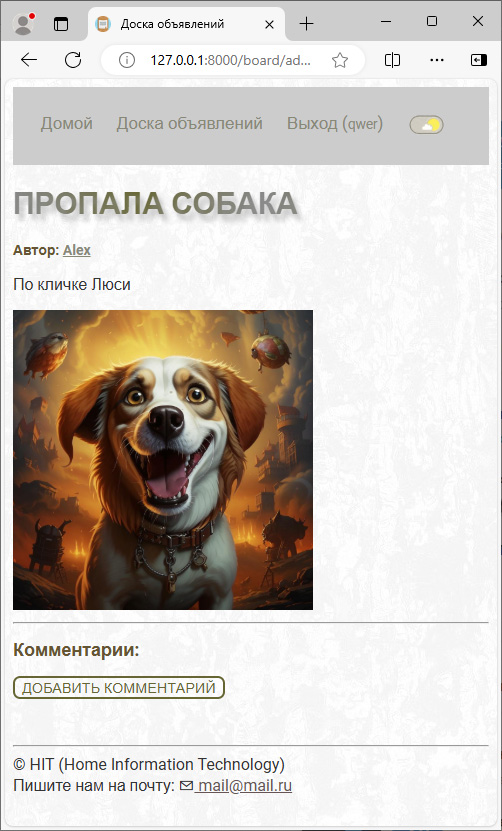 Доска объявлений
127.0.0.1:8000/board/ad...
Домой Доска объявлений Выход (qwer)
ПРОПАЛА СОБАКА
Автор: Alex
По кличке Люси
Комментарии:
ДОБАВИТЬ КОММЕНТАРИЙ
© HIT (Home Information Technology)
Пишите нам на почту: mail@mail.ru